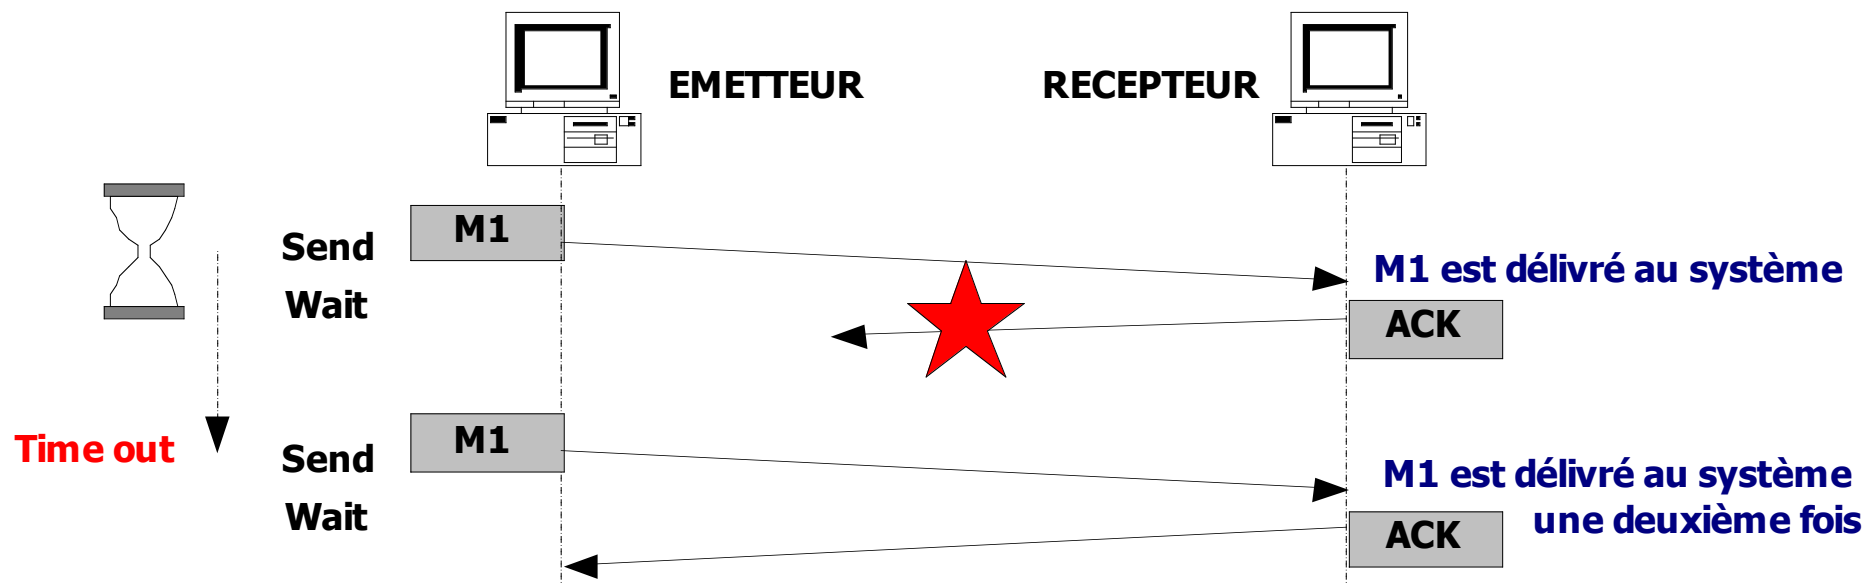 EMETTEUR
RECEPTEUR
Send
M1
M1 est délivré au système
Wait
ACK
Time out
Send
M1
M1 est délivré au système
une deuxième fois
Wait
ACK